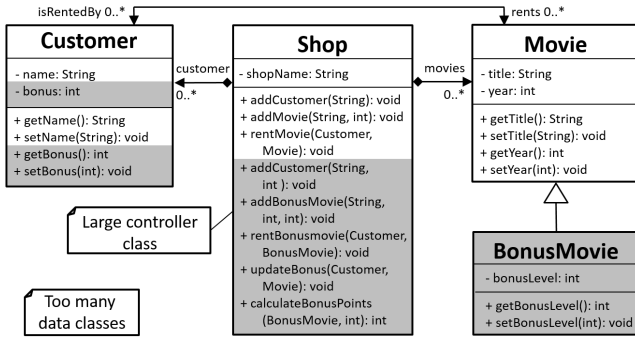 isRentedBy 0..*
rents 0..*
Customer
- name: String
- bonus: int
+ getName(): String
+ setName(String): void
+ getBonus(): int
+ setBonus(int): void
customer
0..*
Shop
- shopName: String
+ addCustomer(String): void
+ addMovie(String, int): void
+ rentMovie(Customer,
Movie): void
+ addCustomer(String,
int ): void
+ addBonusMovie(String,
int, int): void
+ rentBonusmovie(Customer,
BonusMovie): void
+ updateBonus(Customer,
Movie): void
+ calculateBonusPoints
(BonusMovie, int): int
movies
0..*
Movie
- title: String
- year: int
+ getTitle(): String
+ setTitle(String): void
+ getYear(): int
+ setYear(int): void
BonusMovie
- bonusLevel: int
+ getBonusLevel(): int
+ setBonusLevel(int): void
Large controller
class
Too many
data classes